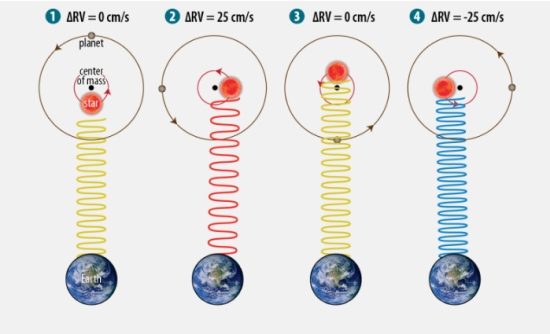 1 ΔRV = 0 cm/s
2 ΔRV = 25 cm/s
3 ΔRV = 0 cm/s
4 ΔRV = -25 cm/s
planet
center
of mass
star
Earth